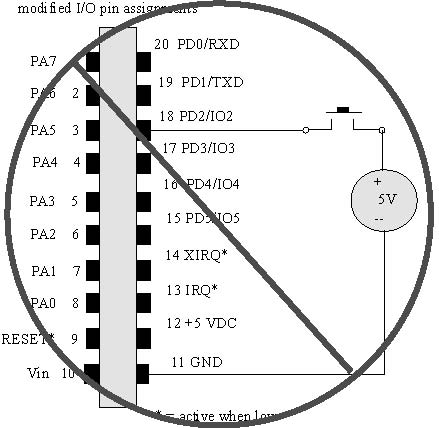 modified I/O pin assignments
20 PD0/RXD
PA7
19 PD1/TXD
PA6 2
18 PD2/IO2
PA5 3
17 PD3/IO3
PA4 4
16 PD4/IO4
PA3 5
+
5V
--
15 PD5/IO5
PA2 6
14 XIRQ*
PA1 7
13 IRQ*
PA0 8
12 +5 VDC
RESET* 9
11 GND
Vin 10
* = active when low